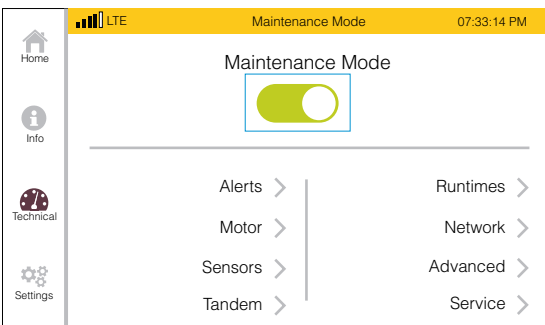 LTE Maintenance Mode 07:33:14 PM
Home
Info
Technical
Settings
Maintenance Mode
Alerts
Motor
Sensors
Tandem
Runtimes
Network
Advanced
Service